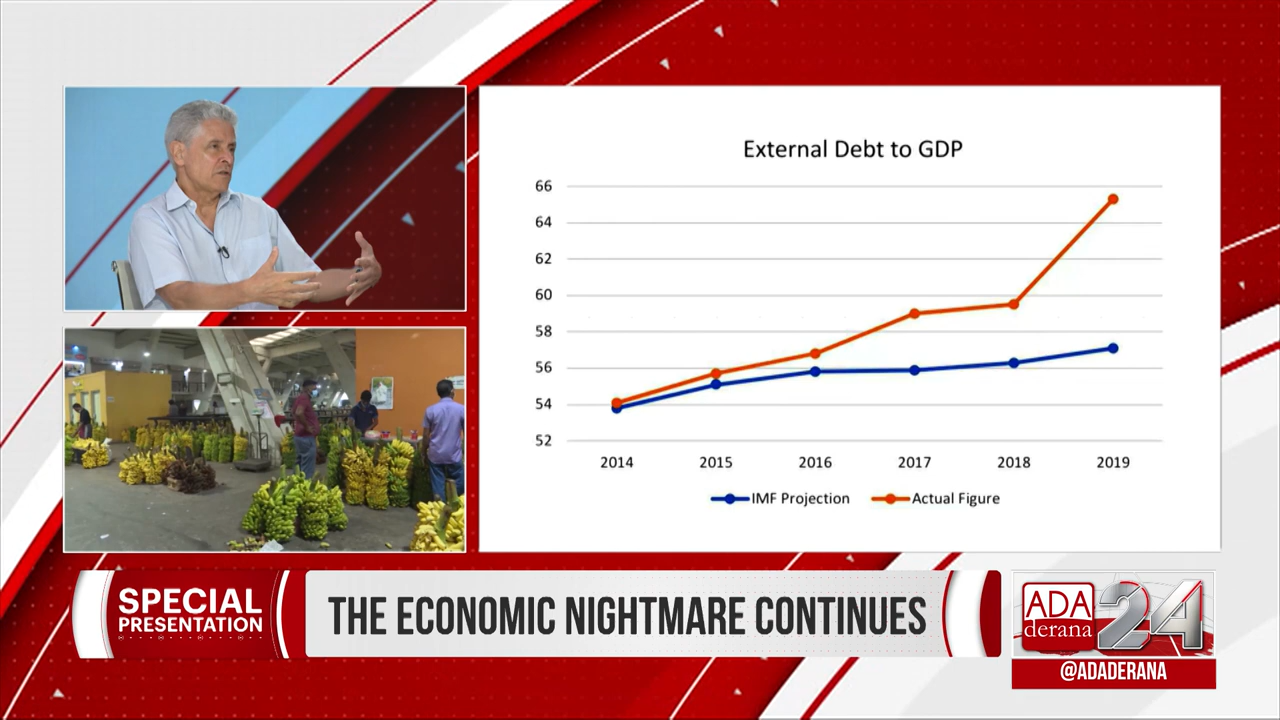 External Debt to GDP
66
64
62
60
58
56
54
52
2014 2015 2016 2017 2018 2019
IMF Projection Actual Figure
SPECIAL
PRESENTATION
THE ECONOMIC NIGHTMARE CONTINUES
ADA
derana
24
@ADADERANA